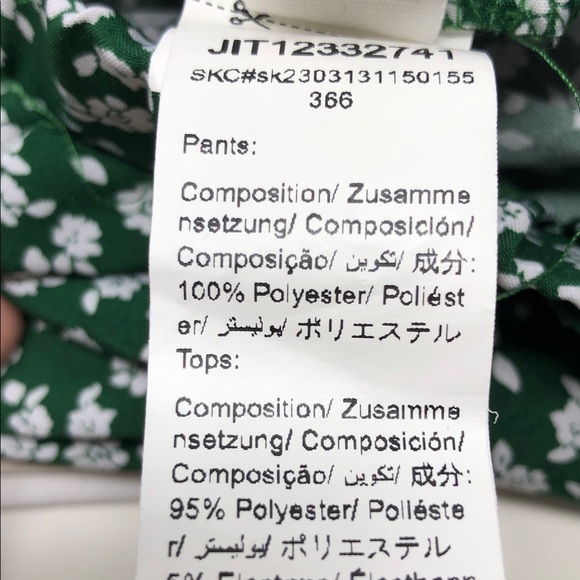 JIT12332741
SKC#sk2303131150155
366
Pants:
Composition/ Zusamme
nsetzung/ Composición/
Composição/ تكوين/ 成分:
100% Polyester/ Poliést
er/ بوليستر/ ポリエステル
Tops:
Composition/ Zusamme
nsetzung/ Composición/
Composição/ تكوين/ 成分:
95% Polyester/ Poliéste
r/ بوليستر/ ポリエステル
5%